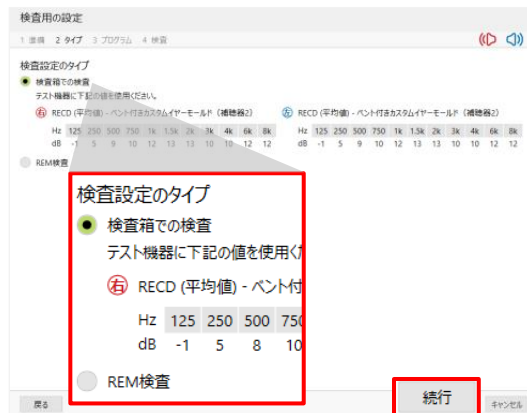 検査用の設定
1 準備 2 タイプ 3 プログラム 4 検査
検査設定のタイプ
検査箱での検査
テスト機器に下記の値を使用ください。
右 RECD (平均値) - ベント付きカスタムイヤーモールド (補聴器2)
Hz 125 250 500 750 1k 1.5k 2k 3k 4k 6k 8k
dB -1 5 9 10 12 13 13 10 10 12 12
左 RECD (平均値) - ベント付きカスタムイヤーモールド (補聴器2)
Hz 125 250 500 750 1k 1.5k 2k 3k 4k 6k 8k
dB -1 5 9 10 12 13 13 10 10 12 12
REM検査
検査設定のタイプ
検査箱での検査
テスト機器に下記の値を使用く
右 RECD (平均値) - ベント付
Hz 125 250 500 750
dB -1 5 8 10
REM検査
戻る
続行
キャンセル